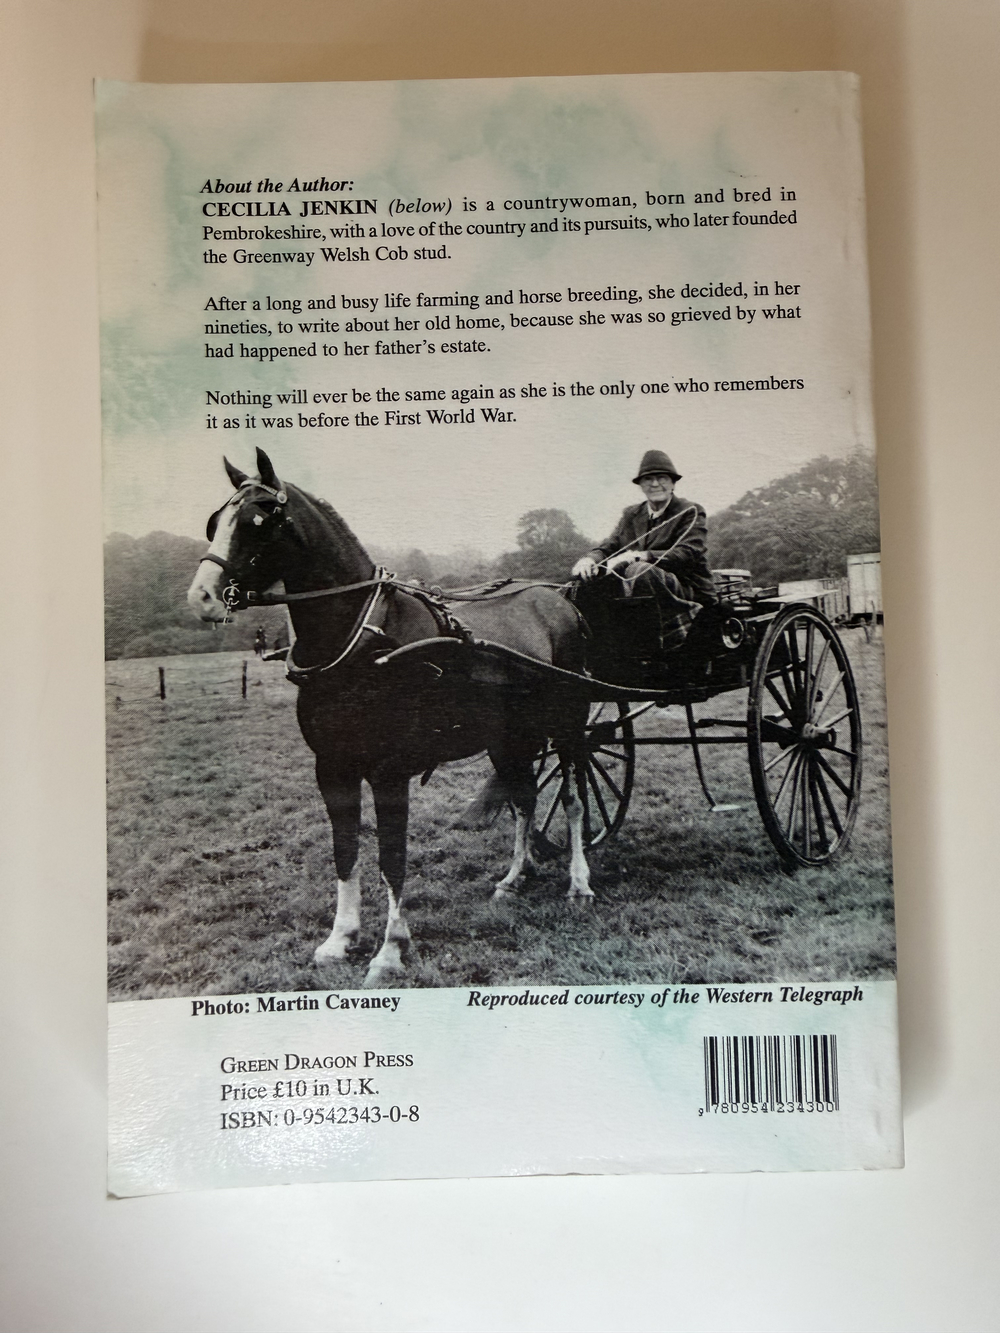 About the Author:
CECILIA JENKIN (below) is a countrywoman, born and bred in
Pembrokeshire, with a love of the country and its pursuits, who later founded
the Greenway Welsh Cob stud.
After a long and busy life farming and horse breeding, she decided, in her
nineties, to write about her old home, because she was so grieved by what
had happened to her father's estate.
Nothing will ever be the same again as she is the only one who remembers
it as it was before the First World War.
Photo: Martin Cavaney
Reproduced courtesy of the Western Telegraph
GREEN DRAGON PRESS
Price £10 in U.K.
ISBN: 0-9542343-0-8
9 780954 234300